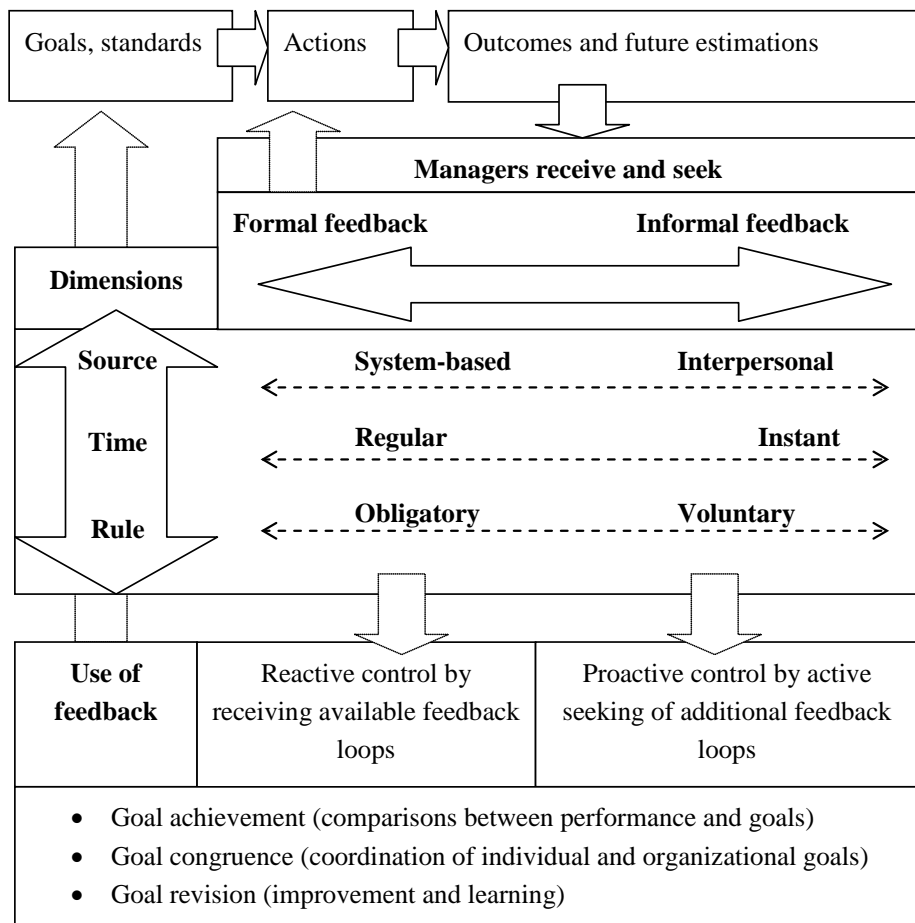 Goals, standards
Actions
Outcomes and future estimations
Managers receive and seek
Formal feedback
Informal feedback
Dimensions
Source
System-based
Interpersonal
Time
Regular
Instant
Rule
Obligatory
Voluntary
Use of
feedback
Reactive control by
receiving available feedback
loops
Proactive control by active
seeking of additional feedback
loops
• Goal achievement (comparisons between performance and goals)
• Goal congruence (coordination of individual and organizational goals)
• Goal revision (improvement and learning)